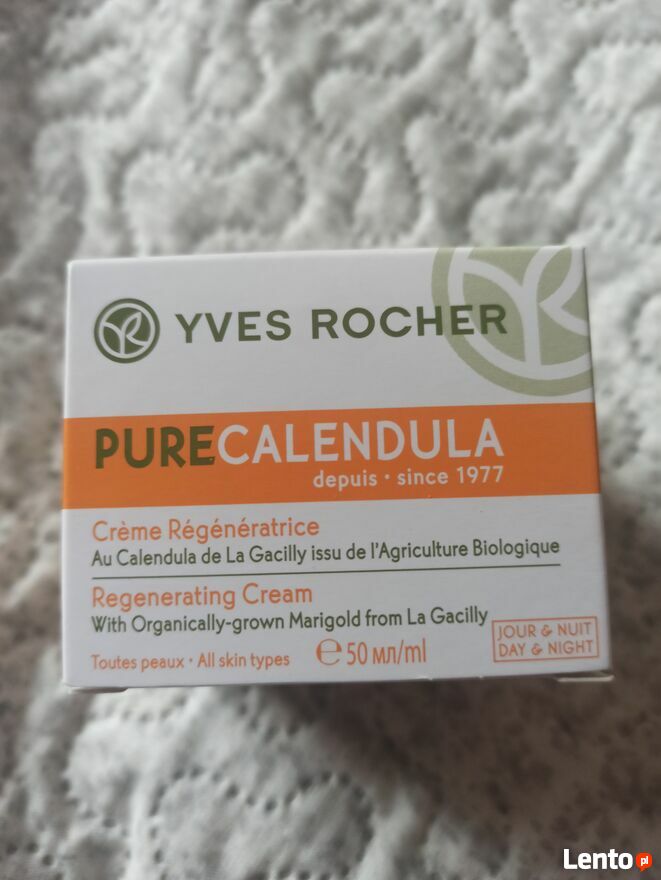 YVES ROCHER
PURECALENDULA
depuis · since 1977
Crème Régénératrice
Au Calendula de La Gacilly issu de l'Agriculture Biologique
Regenerating Cream
With Organically-grown Marigold from La Gacilly
Toutes peaux · All skin types
℮ 50 мл/ml
JOUR & NUIT
DAY & NIGHT
Lento.pl